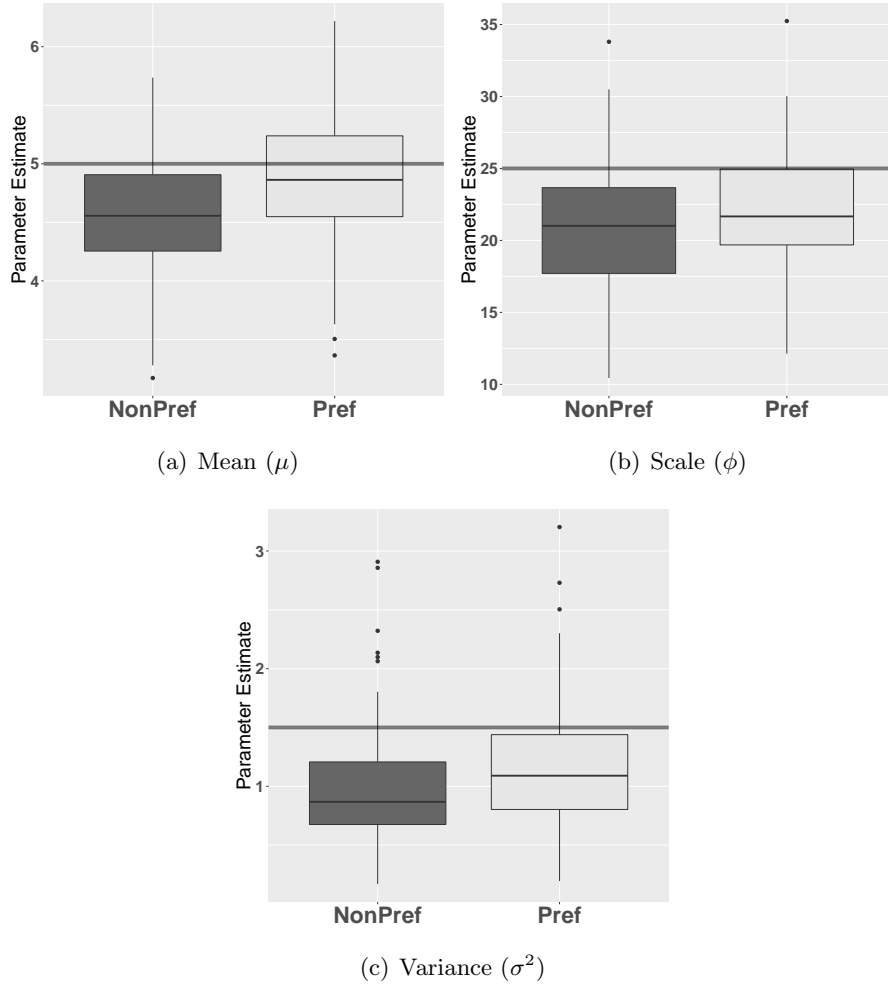 6
5
4
Parameter Estimate
NonPref
Pref
(a) Mean (μ)
35
30
25
20
15
10
Parameter Estimate
NonPref
Pref
(b) Scale (ϕ)
3
2
1
Parameter Estimate
NonPref
Pref
(c) Variance (σ²)